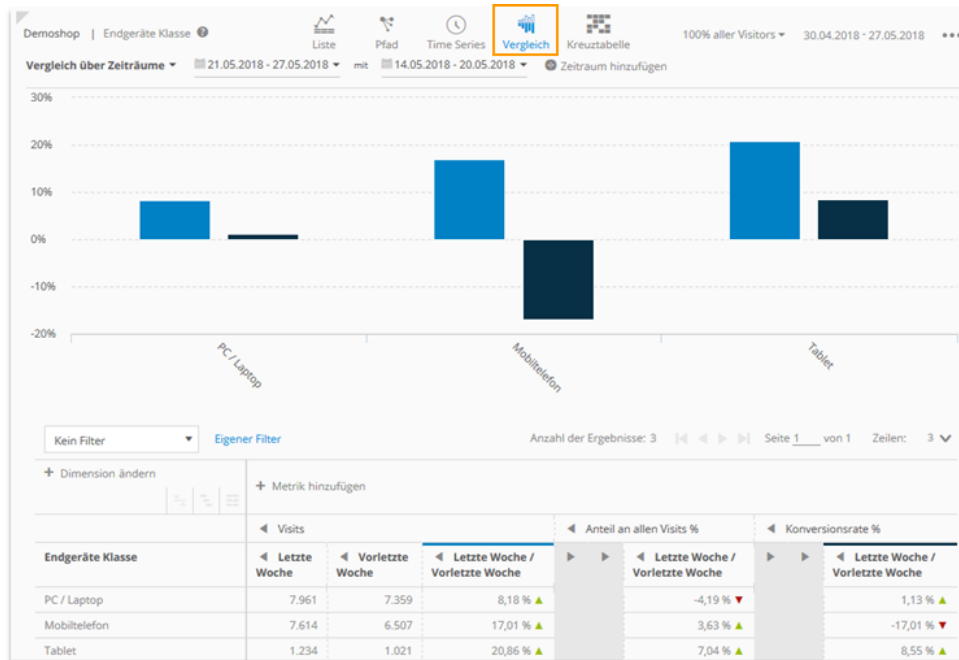 Demoshop | Endgeräte Klasse ?
Liste Pfad Time Series Vergleich Kreuztabelle
100% aller Visitors 30.04.2018 - 27.05.2018
Vergleich über Zeiträume 21.05.2018 - 27.05.2018 mit 14.05.2018 - 20.05.2018 Zeitraum hinzufügen
30%
20%
10%
0%
-10%
-20%
PC / Laptop Mobiltelefon Tablet
Kein Filter Eigener Filter Anzahl der Ergebnisse: 3 Seite 1 von 1 Zeilen: 3
+ Dimension ändern
+ Metrik hinzufügen
Visits Anteil an allen Visits % Konversionsrate %
Endgeräte Klasse Letzte Woche Vorletzte Woche Letzte Woche / Vorletzte Woche Letzte Woche / Vorletzte Woche Letzte Woche / Vorletzte Woche
PC / Laptop 7.961 7.359 8,18 % -4,19 % 1,13 %
Mobiltelefon 7.614 6.507 17,01 % 3,63 % -17,01 %
Tablet 1.234 1.021 20,86 % 7,04 % 8,55 %